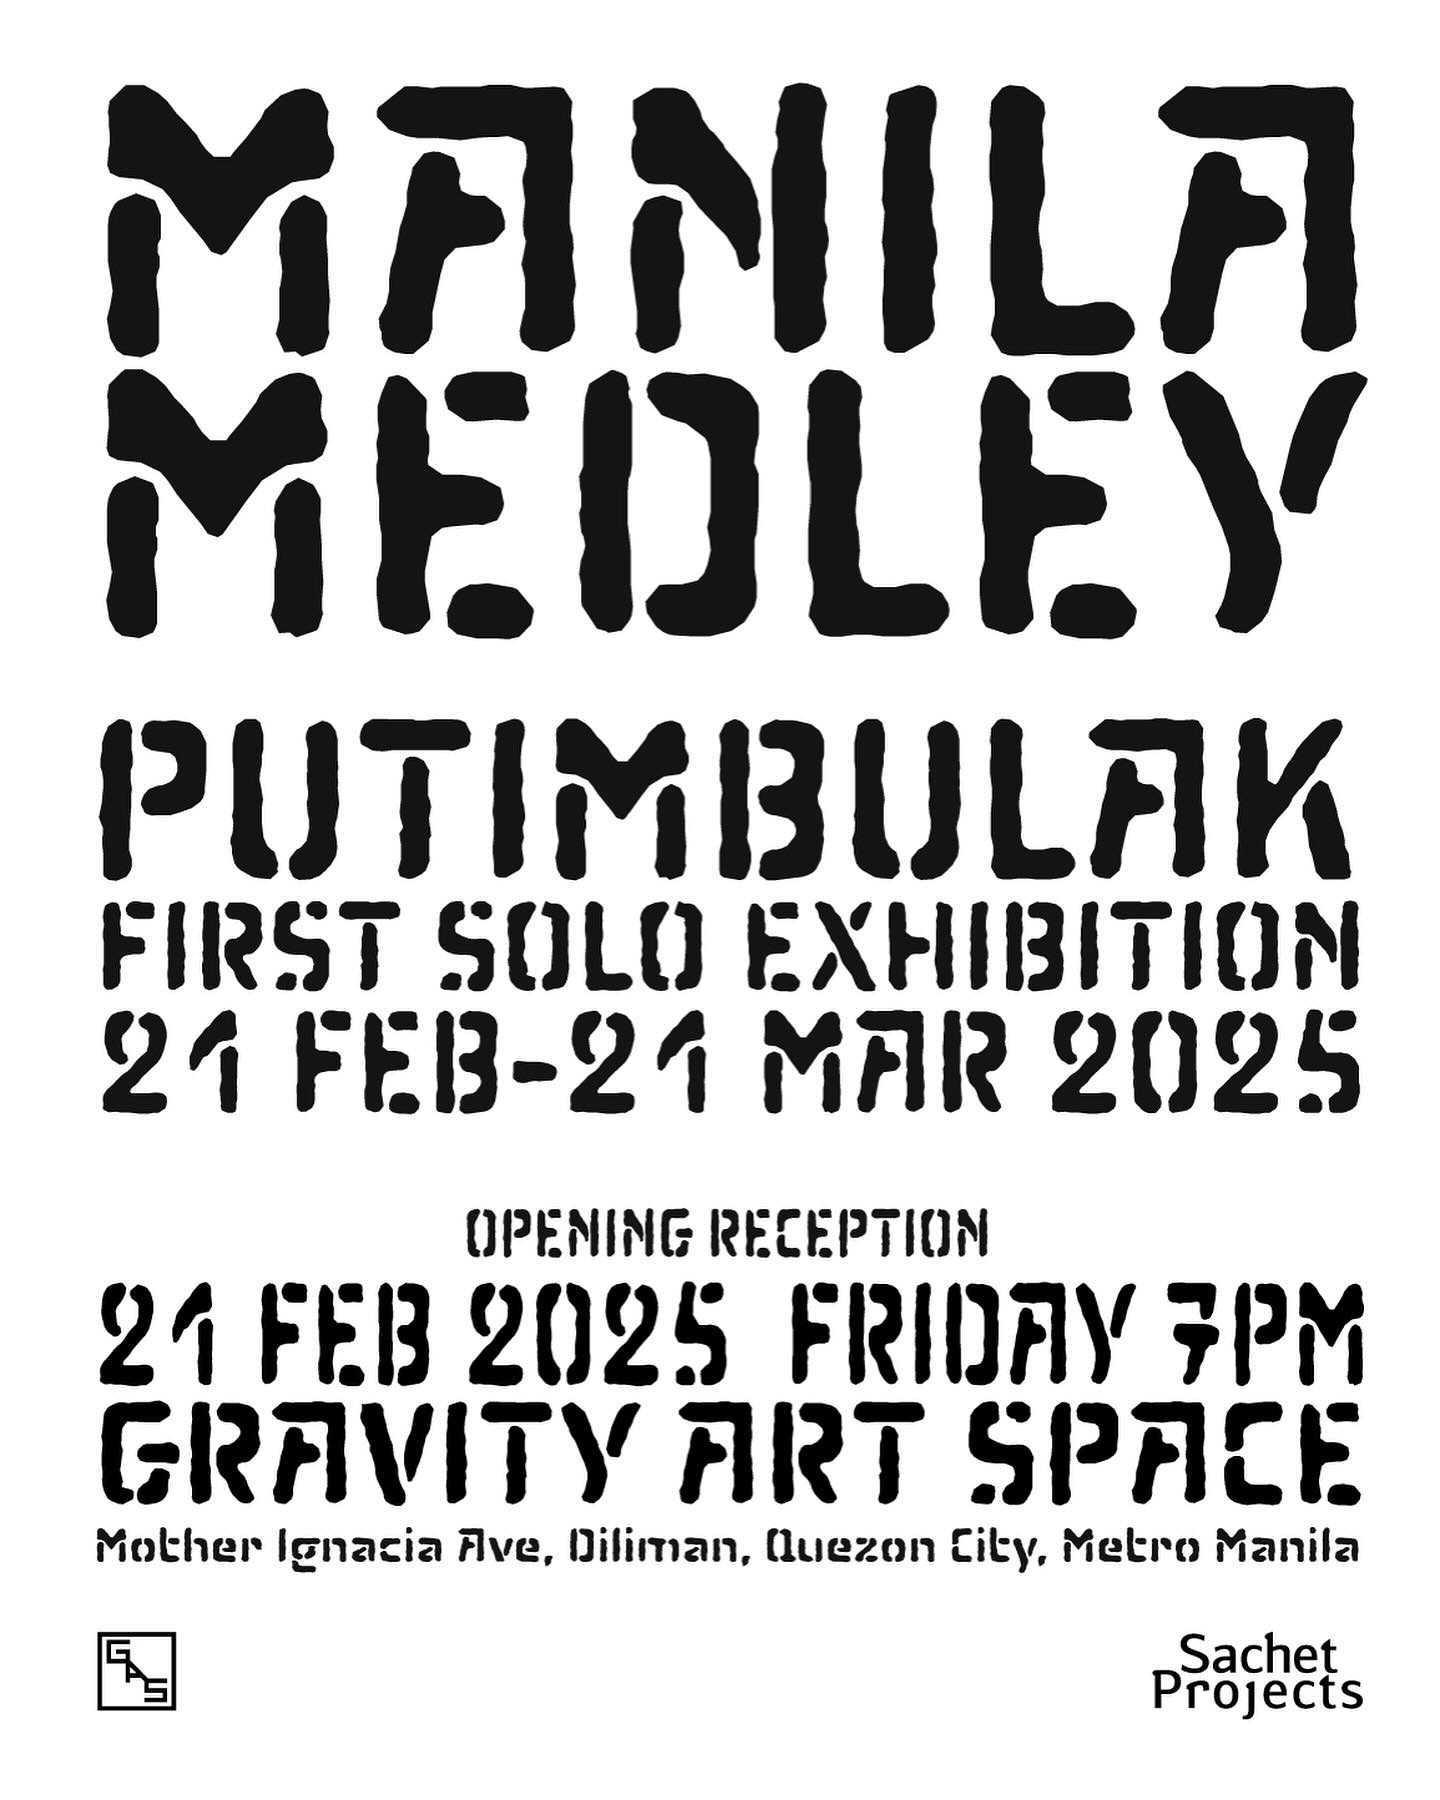 MANILA
MEDLEY
PUTIMBULAK
FIRST SOLO EXHIBITION
21 FEB-21 MAR 2025
OPENING RECEPTION
21 FEB 2025 FRIDAY 7PM
GRAVITY ART SPACE
Mother Ignacia Ave, Diliman, Quezon City, Metro Manila
GAS
Sachet
Projects